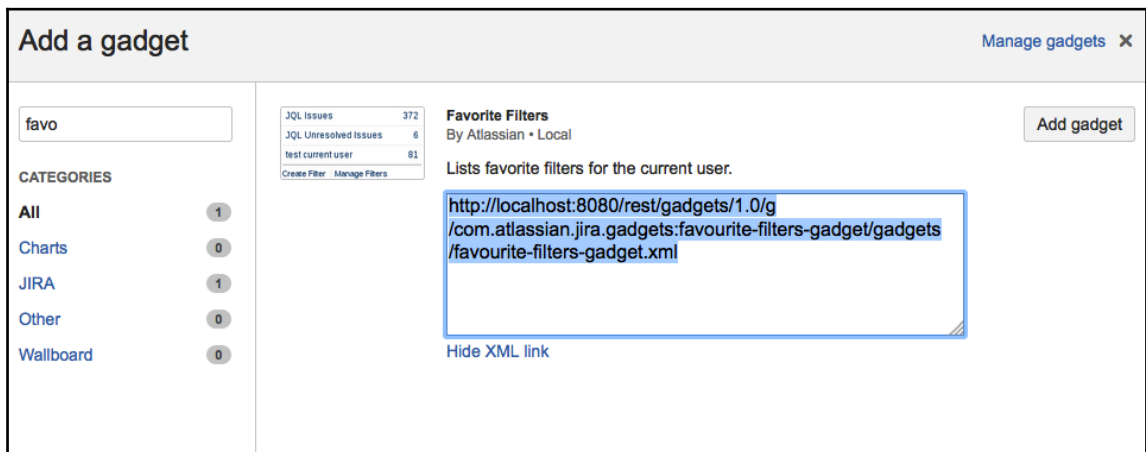 Add a gadget
Manage gadgets ×
favo
CATEGORIES
All 1
Charts 0
JIRA 1
Other 0
Wallboard 0
JQL Issues 372
JQL Unresolved Issues 6
test current user 81
Create Filter Manage Filters
Favorite Filters
By Atlassian • Local
Lists favorite filters for the current user.
http://localhost:8080/rest/gadgets/1.0/g
/com.atlassian.jira.gadgets:favourite-filters-gadget/gadgets
/favourite-filters-gadget.xml
Hide XML link
Add gadget